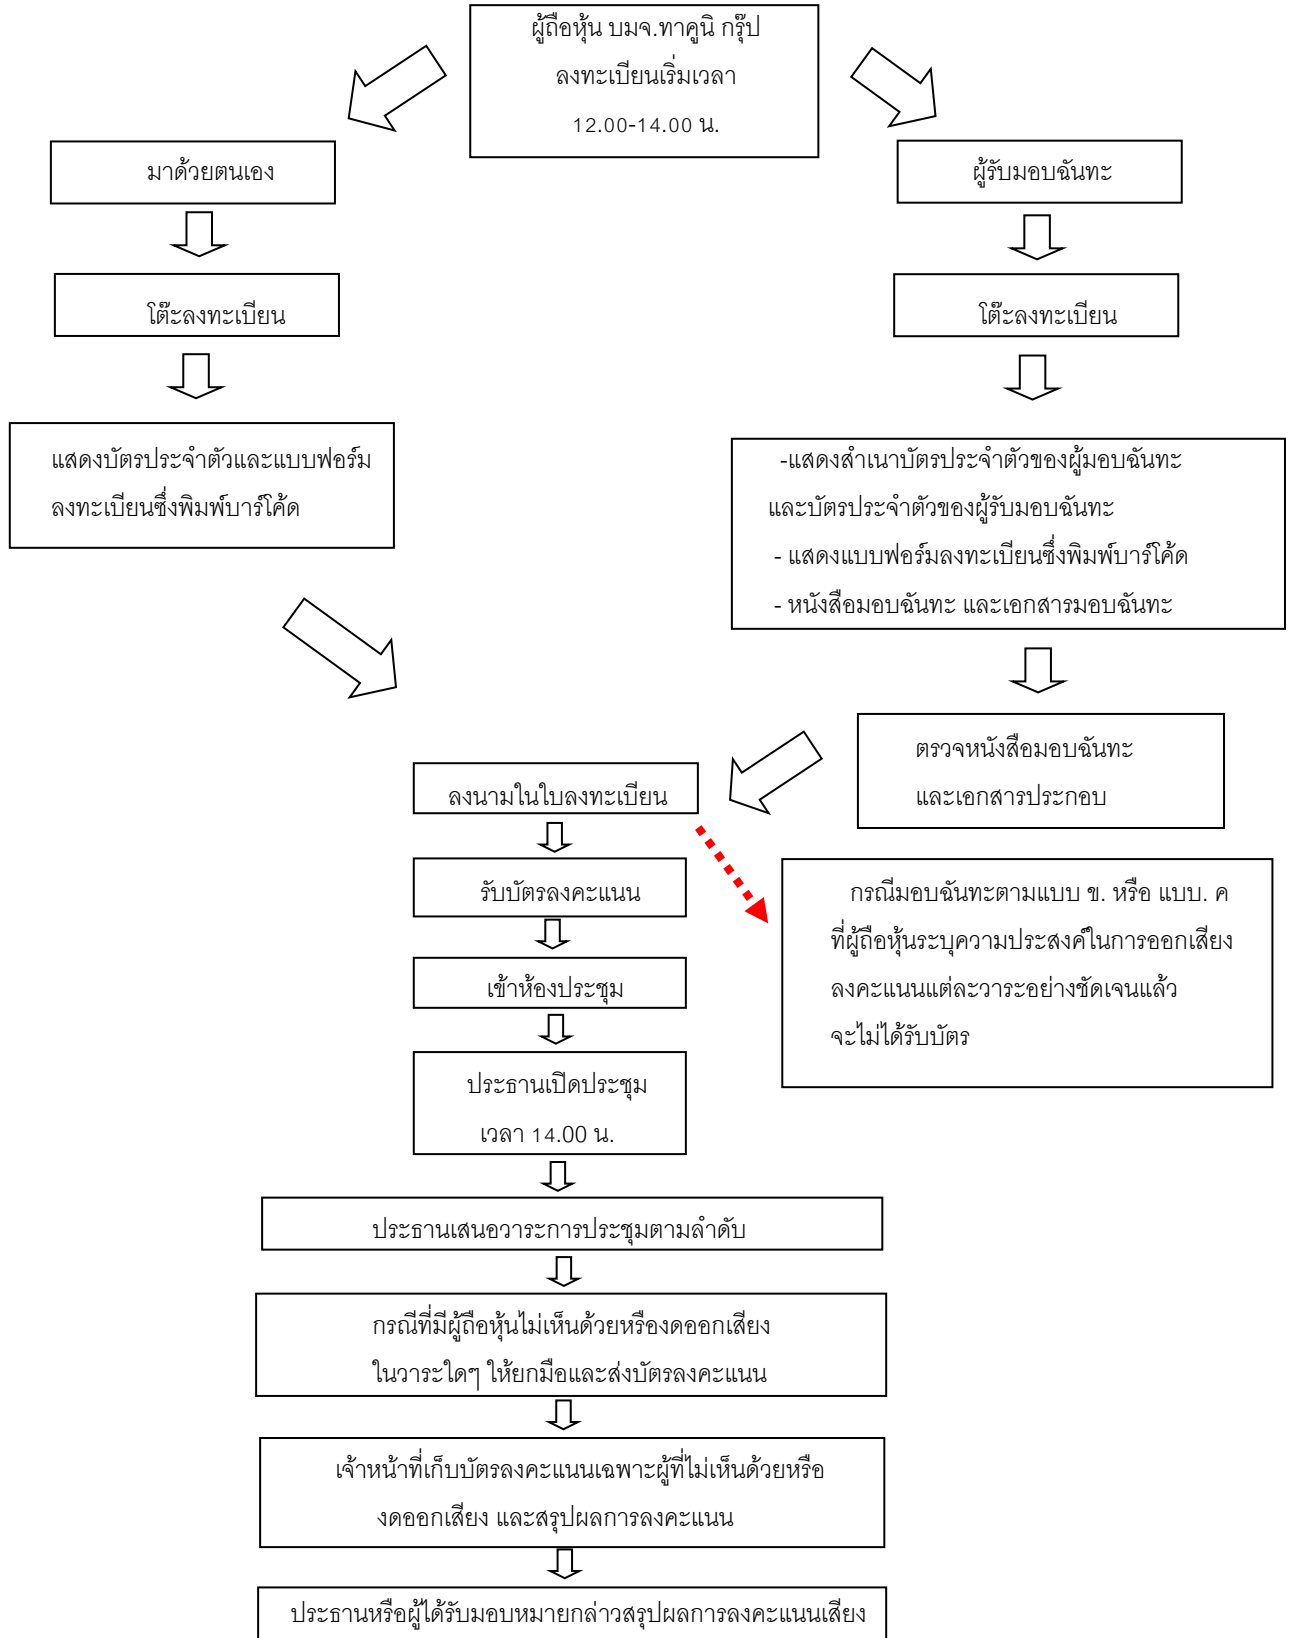 ผู้ถือหุ้น บมจ.ทาคูนิ กรุ๊ป
ลงทะเบียนเริ่มเวลา
12.00-14.00 น.
มาด้วยตนเอง
ผู้รับมอบฉันทะ
โต๊ะลงทะเบียน
โต๊ะลงทะเบียน
แสดงบัตรประจำตัวและแบบฟอร์ม
ลงทะเบียนซึ่งพิมพ์บาร์โค้ด
-แสดงสำเนาบัตรประจำตัวของผู้มอบฉันทะ
และบัตรประจำตัวของผู้รับมอบฉันทะ
- แสดงแบบฟอร์มลงทะเบียนซึ่งพิมพ์บาร์โค้ด
- หนังสือมอบฉันทะ และเอกสารมอบฉันทะ
ตรวจหนังสือมอบฉันทะ
และเอกสารประกอบ
ลงนามในใบลงทะเบียน
รับบัตรลงคะแนน
กรณีมอบฉันทะตามแบบ ข. หรือ แบบ. ค
ที่ผู้ถือหุ้นระบุความประสงค์ในการออกเสียง
ลงคะแนนแต่ละวาระอย่างชัดเจนแล้ว
จะไม่ได้รับบัตร
เข้าห้องประชุม
ประธานเปิดประชุม
เวลา 14.00 น.
ประธานเสนอวาระการประชุมตามลำดับ
กรณีที่มีผู้ถือหุ้นไม่เห็นด้วยหรืองดออกเสียง
ในวาระใดๆ ให้ยกมือและส่งบัตรลงคะแนน
เจ้าหน้าที่เก็บบัตรลงคะแนนเฉพาะผู้ที่ไม่เห็นด้วยหรือ
งดออกเสียง และสรุปผลการลงคะแนน
ประธานหรือผู้ได้รับมอบหมายกล่าวสรุปผลการลงคะแนนเสียง